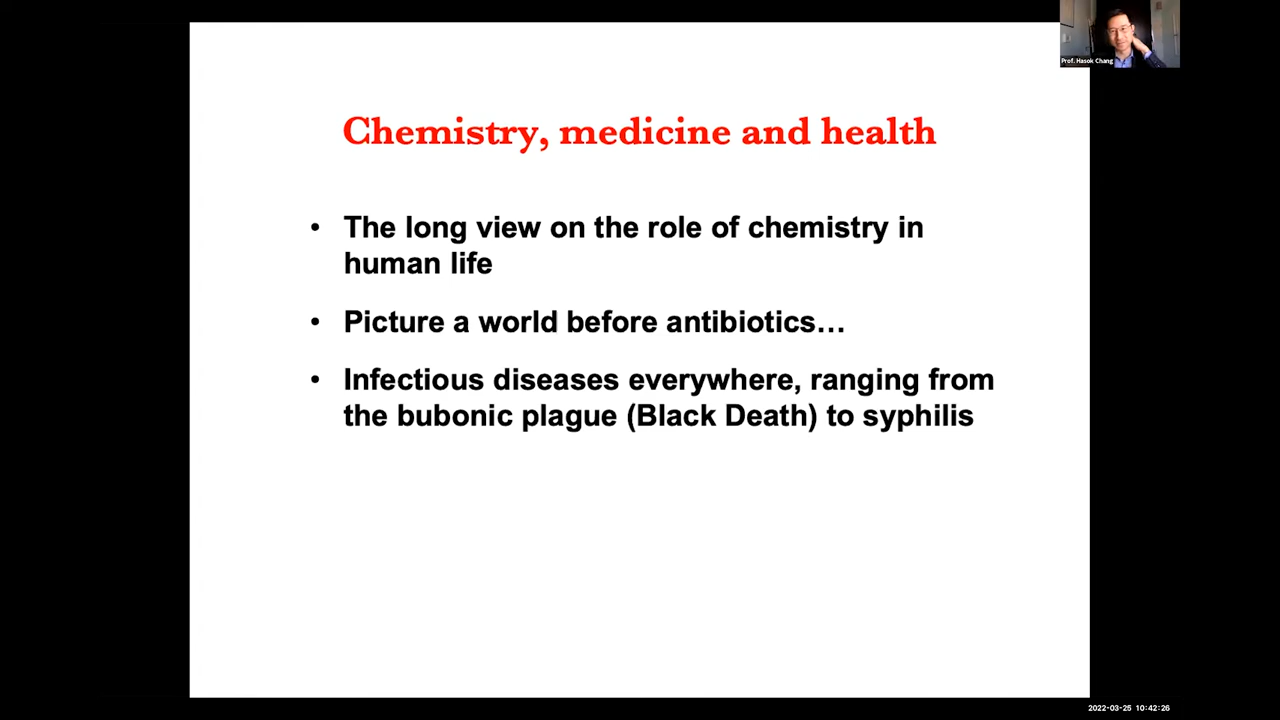 Prof. Hasok Chang
Chemistry, medicine and health
• The long view on the role of chemistry in
human life
• Picture a world before antibiotics…
• Infectious diseases everywhere, ranging from
the bubonic plague (Black Death) to syphilis
2022-03-25 10:42:26